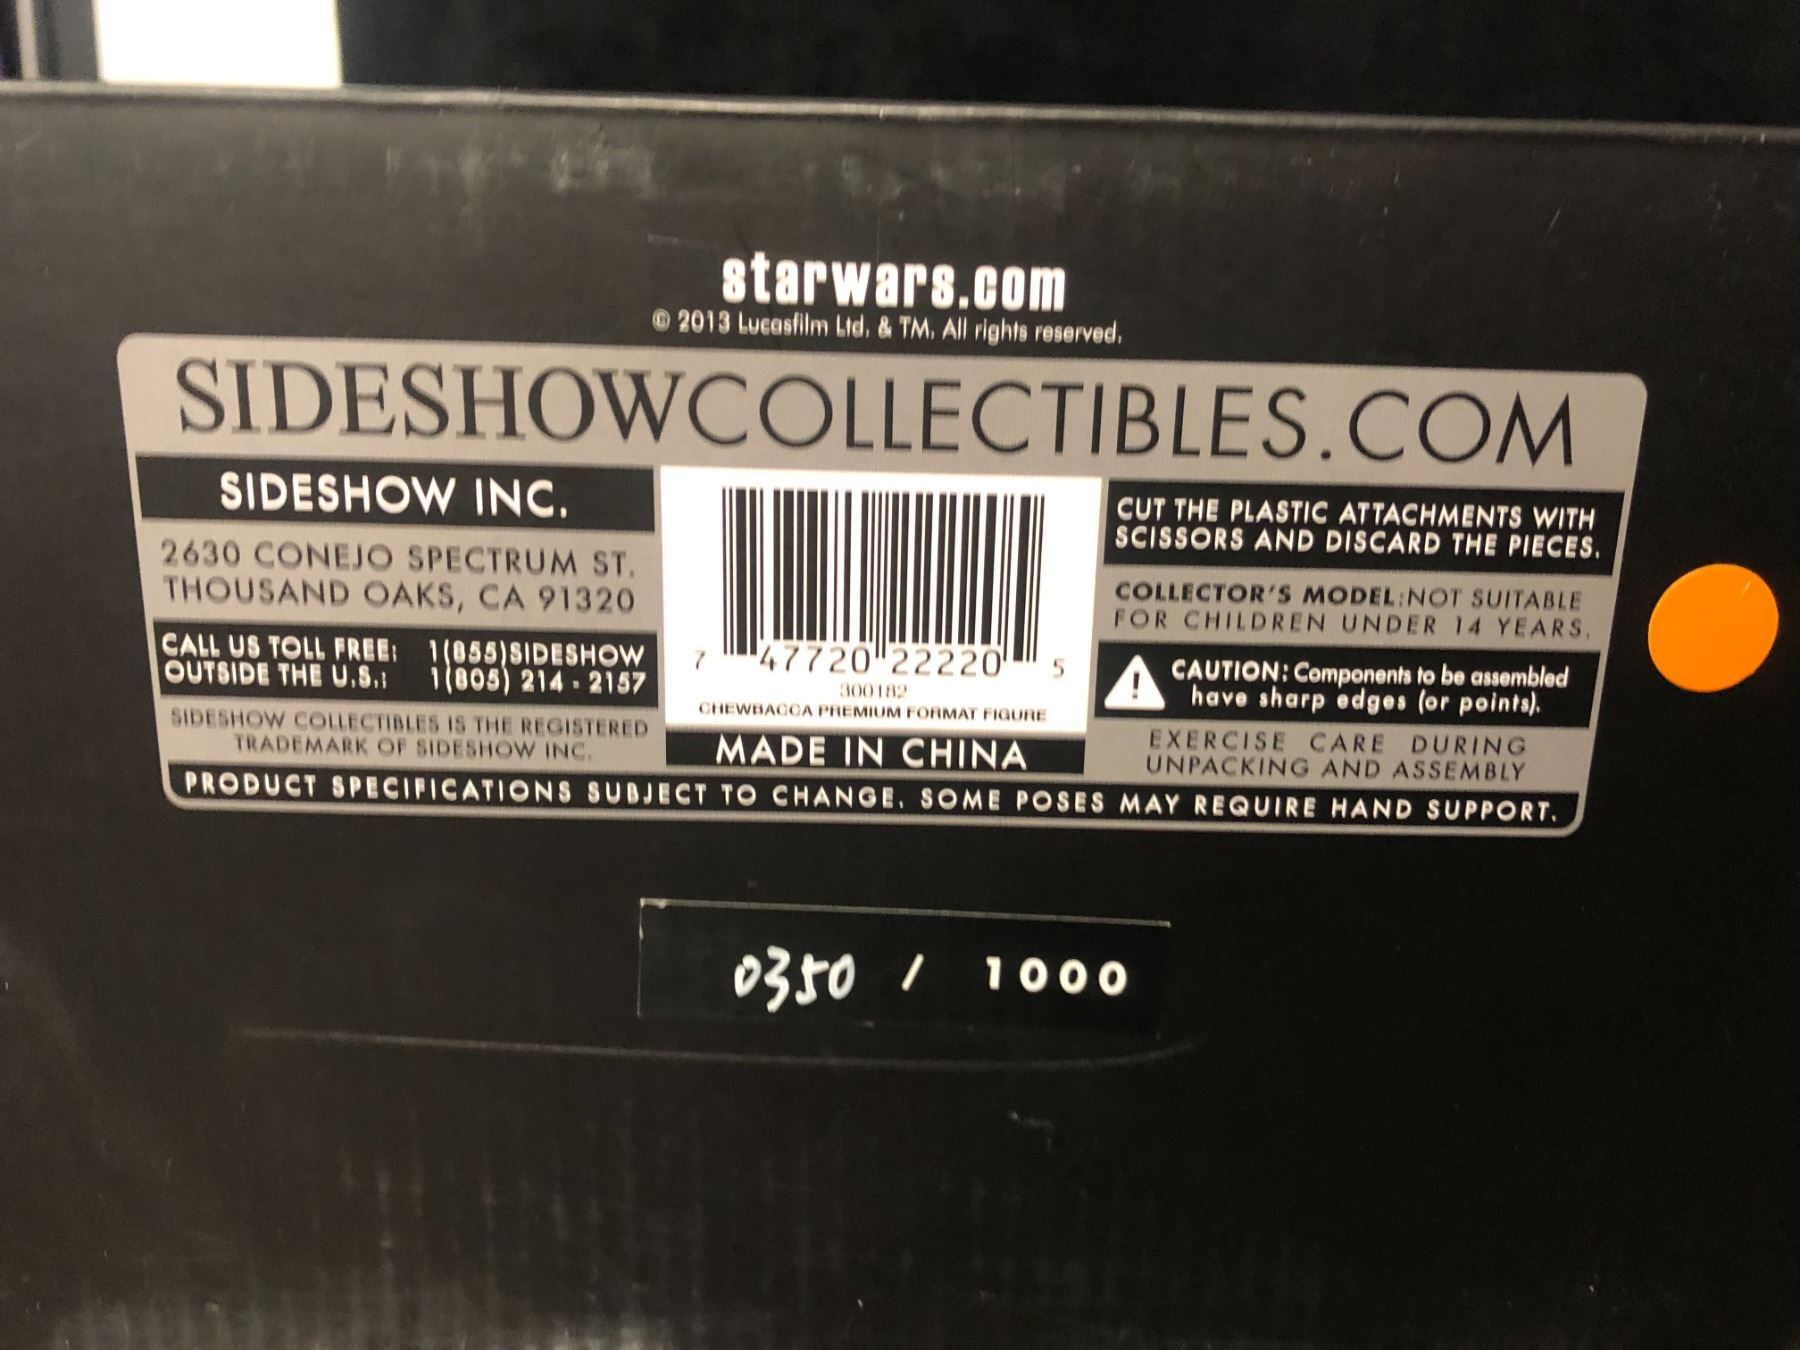 starwars.com
© 2013 Lucasfilm Ltd. & TM. All rights reserved.
SIDESHOWCOLLECTIBLES.COM
SIDESHOW INC.
2630 CONEJO SPECTRUM ST.
THOUSAND OAKS, CA 91320
CALL US TOLL FREE: 1(855)SIDESHOW
OUTSIDE THE U.S.: 1(805) 214-2157
SIDESHOW COLLECTIBLES IS THE REGISTERED
TRADEMARK OF SIDESHOW INC.
7 47720 22220 5
300182
CHEWBACCA PREMIUM FORMAT FIGURE
MADE IN CHINA
CUT THE PLASTIC ATTACHMENTS WITH
SCISSORS AND DISCARD THE PIECES.
COLLECTOR'S MODEL:NOT SUITABLE
FOR CHILDREN UNDER 14 YEARS.
! CAUTION: Components to be assembled
have sharp edges (or points).
EXERCISE CARE DURING
UNPACKING AND ASSEMBLY
PRODUCT SPECIFICATIONS SUBJECT TO CHANGE. SOME POSES MAY REQUIRE HAND SUPPORT.
0350 / 1000